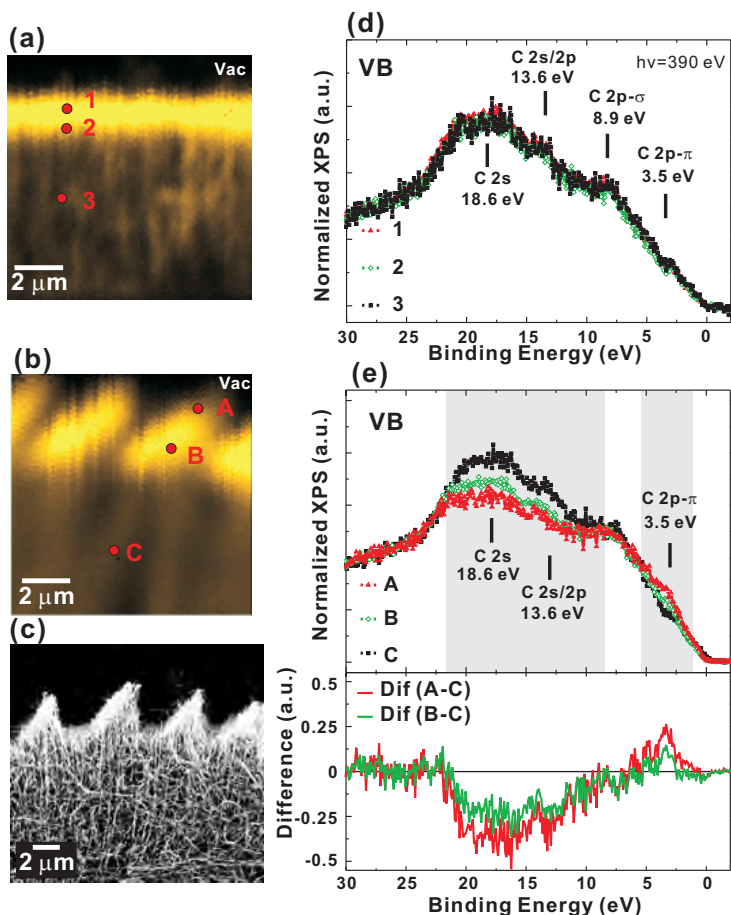 (a)
Vac
1
2
3
2 μm
(b)
Vac
A
B
C
2 μm
(c)
2 μm
(d)
VB
hν=390 eV
C 2s/2p
13.6 eV
C 2p-σ
8.9 eV
C 2p-π
3.5 eV
C 2s
18.6 eV
1
2
3
Normalized XPS (a.u.)
30 25 20 15 10 5 0
Binding Energy (eV)
(e)
VB
C 2p-π
3.5 eV
C 2s
18.6 eV
C 2s/2p
13.6 eV
A
B
C
Normalized XPS (a.u.)
Dif (A-C)
Dif (B-C)
0.5
0.25
0
-0.25
-0.5
Difference (a.u.)
30 25 20 15 10 5 0
Binding Energy (eV)